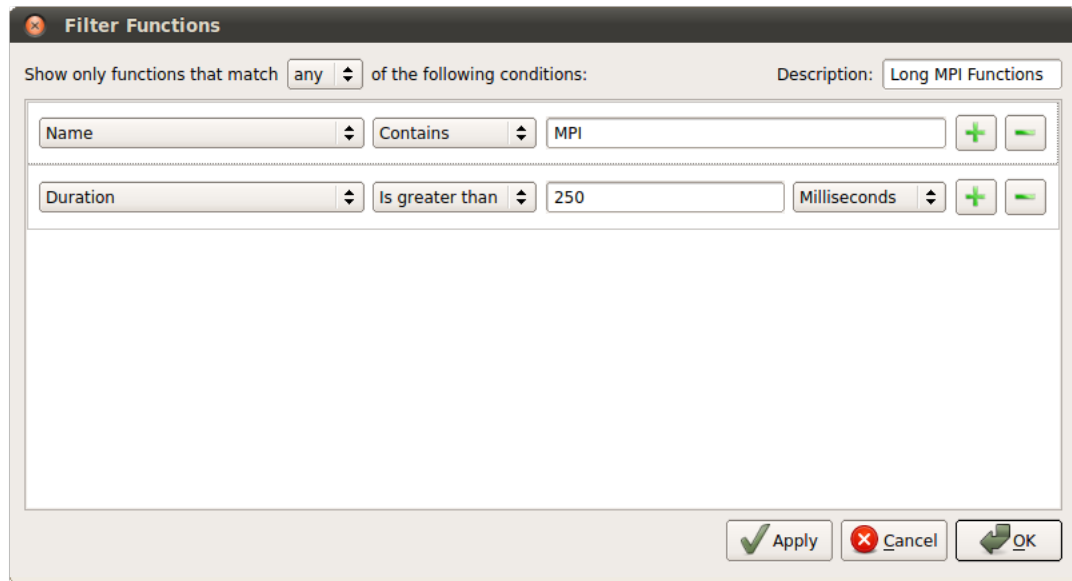 Filter Functions
Show only functions that match any of the following conditions: Description: Long MPI Functions
Name Contains MPI
Duration Is greater than 250 Milliseconds
Apply Cancel OK